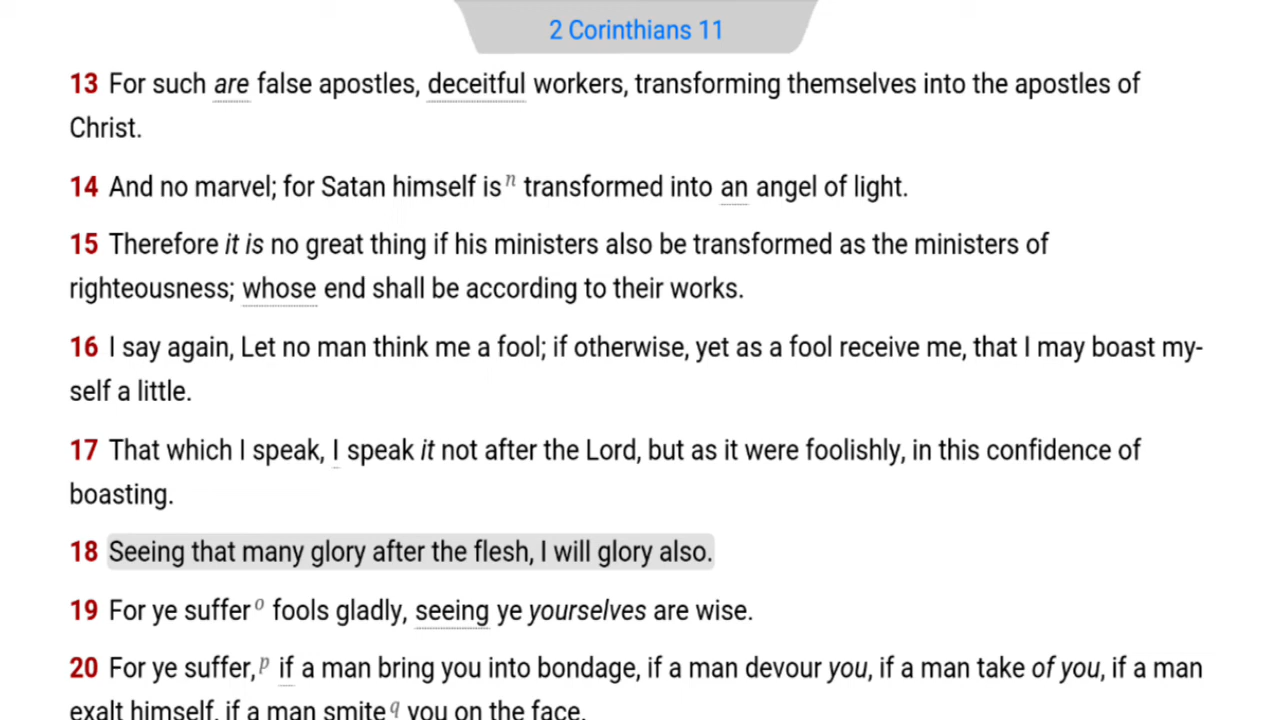 2 Corinthians 11
13 For such are false apostles, deceitful workers, transforming themselves into the apostles of
Christ.
14 And no marvel; for Satan himself is n transformed into an angel of light.
15 Therefore it is no great thing if his ministers also be transformed as the ministers of
righteousness; whose end shall be according to their works.
16 I say again, Let no man think me a fool; if otherwise, yet as a fool receive me, that I may boast my-
self a little.
17 That which I speak, I speak it not after the Lord, but as it were foolishly, in this confidence of
boasting.
18 Seeing that many glory after the flesh, I will glory also.
19 For ye suffer o fools gladly, seeing ye yourselves are wise.
20 For ye suffer, p if a man bring you into bondage, if a man devour you, if a man take of you, if a man
exalt himself, if a man smite q you on the face.